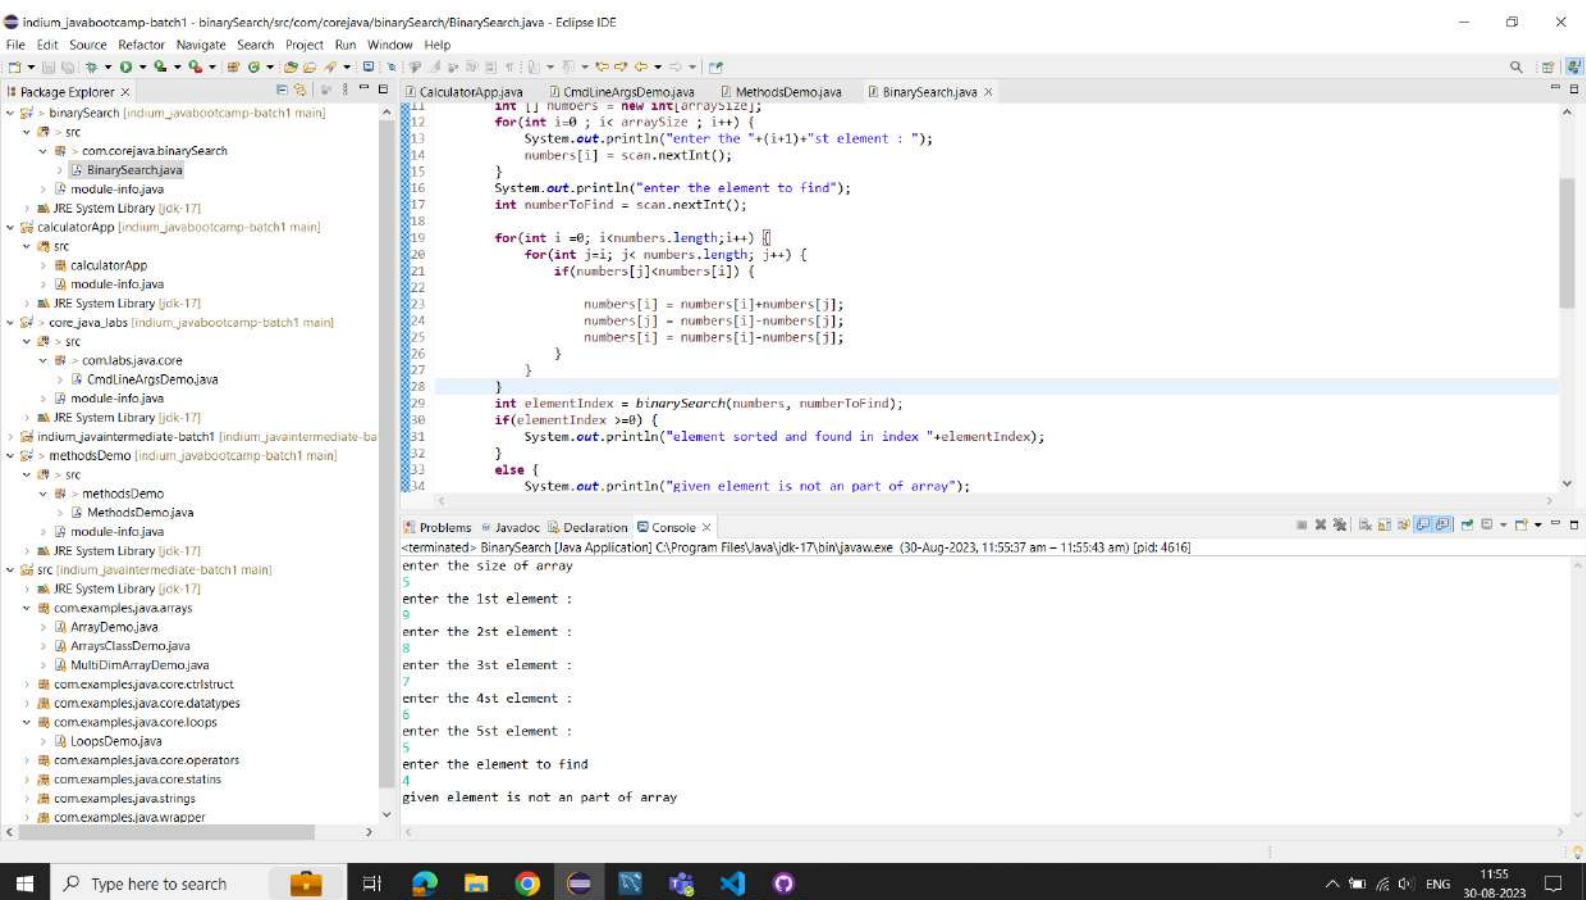 indium_javabootcamp-batch1 - binarySearch/src/com/corejava/binarySearch/BinarySearch.java - Eclipse IDE
File Edit Source Refactor Navigate Search Project Run Window Help
Package Explorer
binarySearch [indium_javabootcamp-batch1 main]
> src
> com.corejava.binarySearch
BinarySearch.java
module-info.java
JRE System Library [jdk-17]
calculatorApp [indium_javabootcamp-batch1 main]
src
calculatorApp
module-info.java
JRE System Library [jdk-17]
> core_java_labs [indium_javabootcamp-batch1 main]
> src
> com.labs.java.core
CmdLineArgsDemo.java
module-info.java
JRE System Library [jdk-17]
indium_javaintermediate-batch1 [indium_javaintermediate-ba
> methodsDemo [indium_javabootcamp-batch1 main]
> src
> methodsDemo
MethodsDemo.java
module-info.java
JRE System Library [jdk-17]
src [indium_javaintermediate-batch1 main]
JRE System Library [jdk-17]
com.examples.java.arrays
ArrayDemo.java
ArraysClassDemo.java
MultiDimArrayDemo.java
com.examples.java.core.ctrlstruct
com.examples.java.core.datatypes
com.examples.java.core.loops
LoopsDemo.java
com.examples.java.core.operators
com.examples.java.core.statins
com.examples.java.strings
com.examples.java.wrapper
CalculatorApp.java CmdLineArgsDemo.java MethodsDemo.java BinarySearch.java
11 int [] numbers = new int[arraySize];
12 for(int i=0 ; i< arraySize ; i++) {
13 System.out.println("enter the "+(i+1)+"st element : ");
14 numbers[i] = scan.nextInt();
15 }
16 System.out.println("enter the element to find");
17 int numberToFind = scan.nextInt();
18
19 for(int i =0; i<numbers.length;i++) {
20 for(int j=i; j< numbers.length; j++) {
21 if(numbers[j]<numbers[i]) {
22
23 numbers[i] = numbers[i]+numbers[j];
24 numbers[j] = numbers[i]-numbers[j];
25 numbers[i] = numbers[i]-numbers[j];
26 }
27 }
28 }
29 int elementIndex = binarySearch(numbers, numberToFind);
30 if(elementIndex >=0) {
31 System.out.println("element sorted and found in index "+elementIndex);
32 }
33 else {
34 System.out.println("given element is not an part of array");
Problems Javadoc Declaration Console
<terminated> BinarySearch [Java Application] C:\Program Files\Java\jdk-17\bin\javaw.exe (30-Aug-2023, 11:55:37 am – 11:55:43 am) [pid: 4616]
enter the size of array
5
enter the 1st element :
9
enter the 2st element :
8
enter the 3st element :
7
enter the 4st element :
6
enter the 5st element :
5
enter the element to find
4
given element is not an part of array
Type here to search
ENG
11:55
30-08-2023